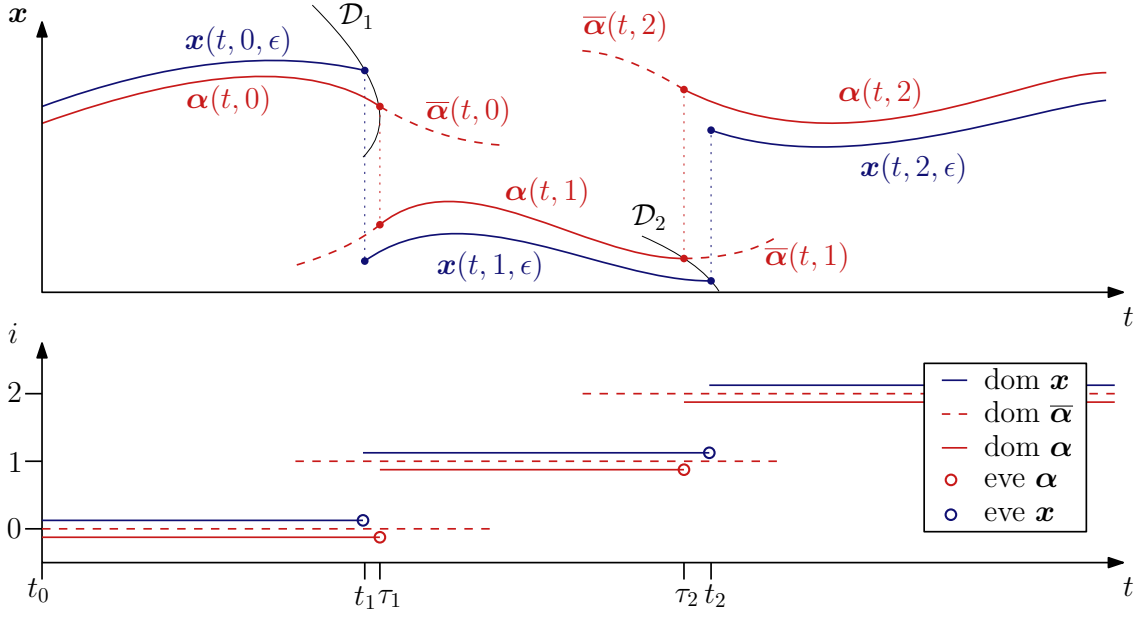 x
𝒟₁
x(t, 0, ϵ)
α(t, 0)
ᾱ(t, 0)
ᾱ(t, 2)
α(t, 2)
x(t, 2, ϵ)
α(t, 1)
𝒟₂
x(t, 1, ϵ)
ᾱ(t, 1)
t
i
2
1
0
dom x
dom ᾱ
dom α
eve α
eve x
t₀
t₁
τ₁
τ₂
t₂
t